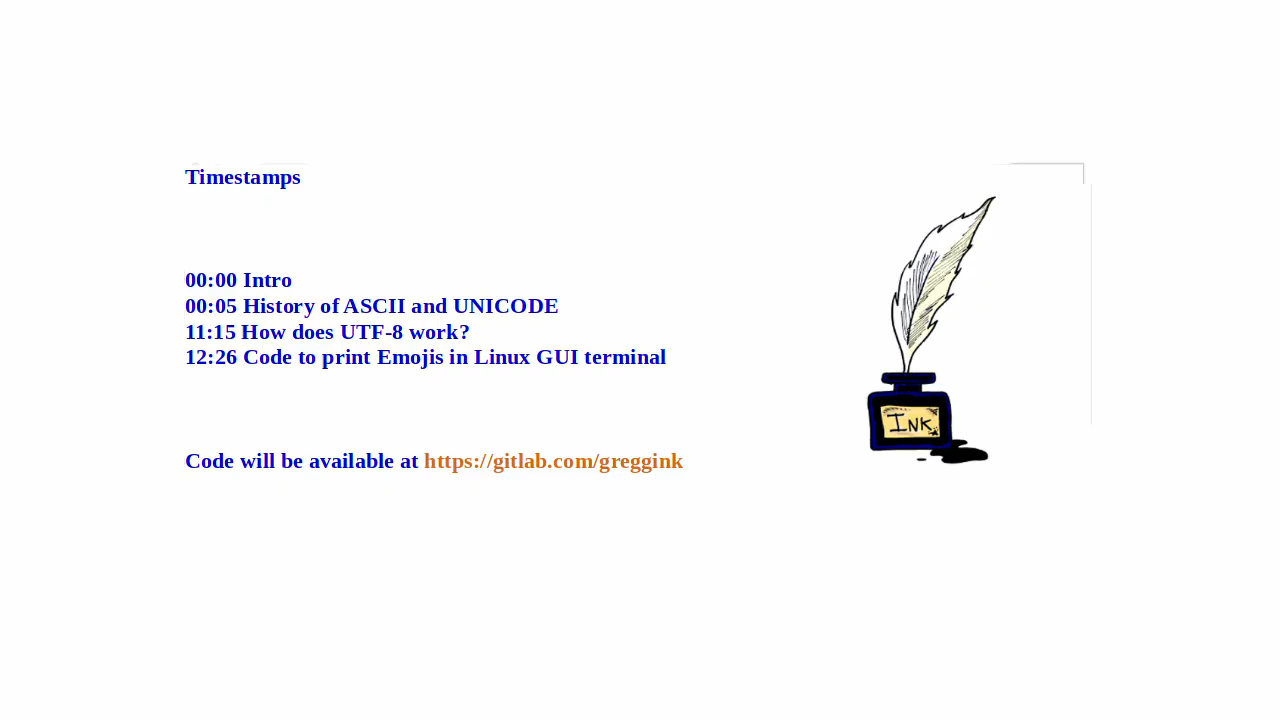 Timestamps
00:00 Intro
00:05 History of ASCII and UNICODE
11:15 How does UTF-8 work?
12:26 Code to print Emojis in Linux GUI terminal
Code will be available at https://gitlab.com/greggink
INK